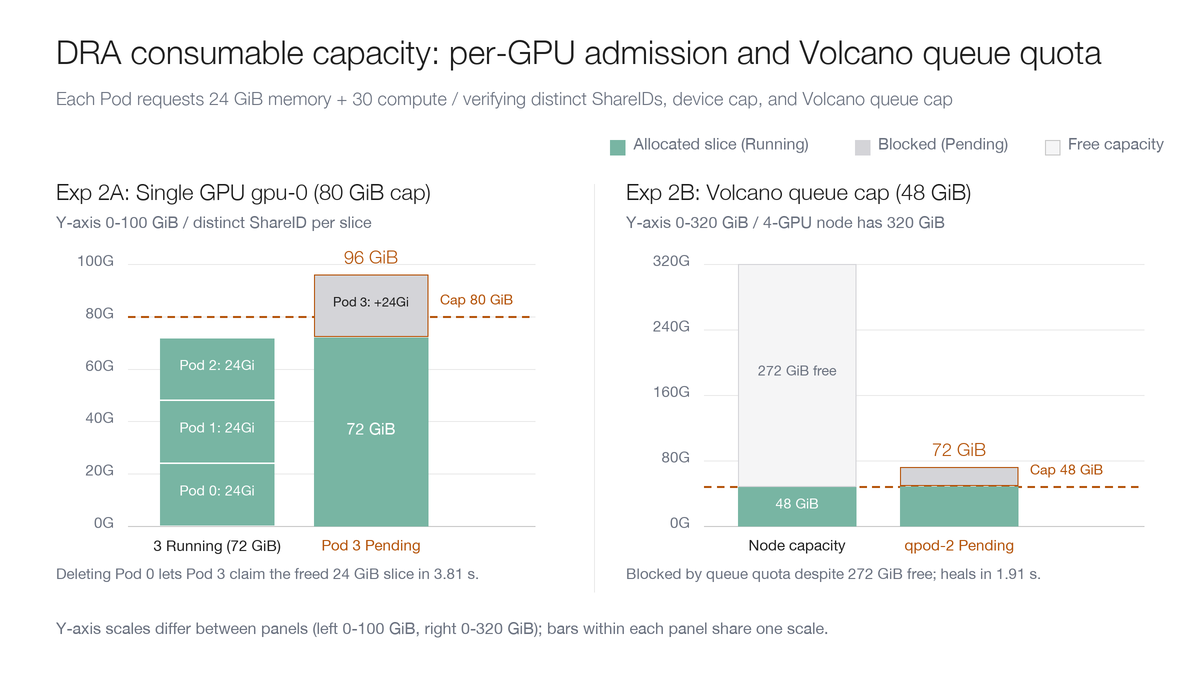 DRA consumable capacity: per-GPU admission and Volcano queue quota
Each Pod requests 24 GiB memory + 30 compute / verifying distinct ShareIDs, device cap, and Volcano queue cap
Allocated slice (Running)
Blocked (Pending)
Free capacity
Exp 2A: Single GPU gpu-0 (80 GiB cap)
Y-axis 0-100 GiB / distinct ShareID per slice
100G
80G
60G
40G
20G
0G
96 GiB
Pod 3: +24Gi
Cap 80 GiB
Pod 2: 24Gi
Pod 1: 24Gi
Pod 0: 24Gi
72 GiB
3 Running (72 GiB)
Pod 3 Pending
Deleting Pod 0 lets Pod 3 claim the freed 24 GiB slice in 3.81 s.
Exp 2B: Volcano queue cap (48 GiB)
Y-axis 0-320 GiB / 4-GPU node has 320 GiB
320G
240G
160G
80G
0G
272 GiB free
72 GiB
Cap 48 GiB
48 GiB
Node capacity
qpod-2 Pending
Blocked by queue quota despite 272 GiB free; heals in 1.91 s.
Y-axis scales differ between panels (left 0-100 GiB, right 0-320 GiB); bars within each panel share one scale.